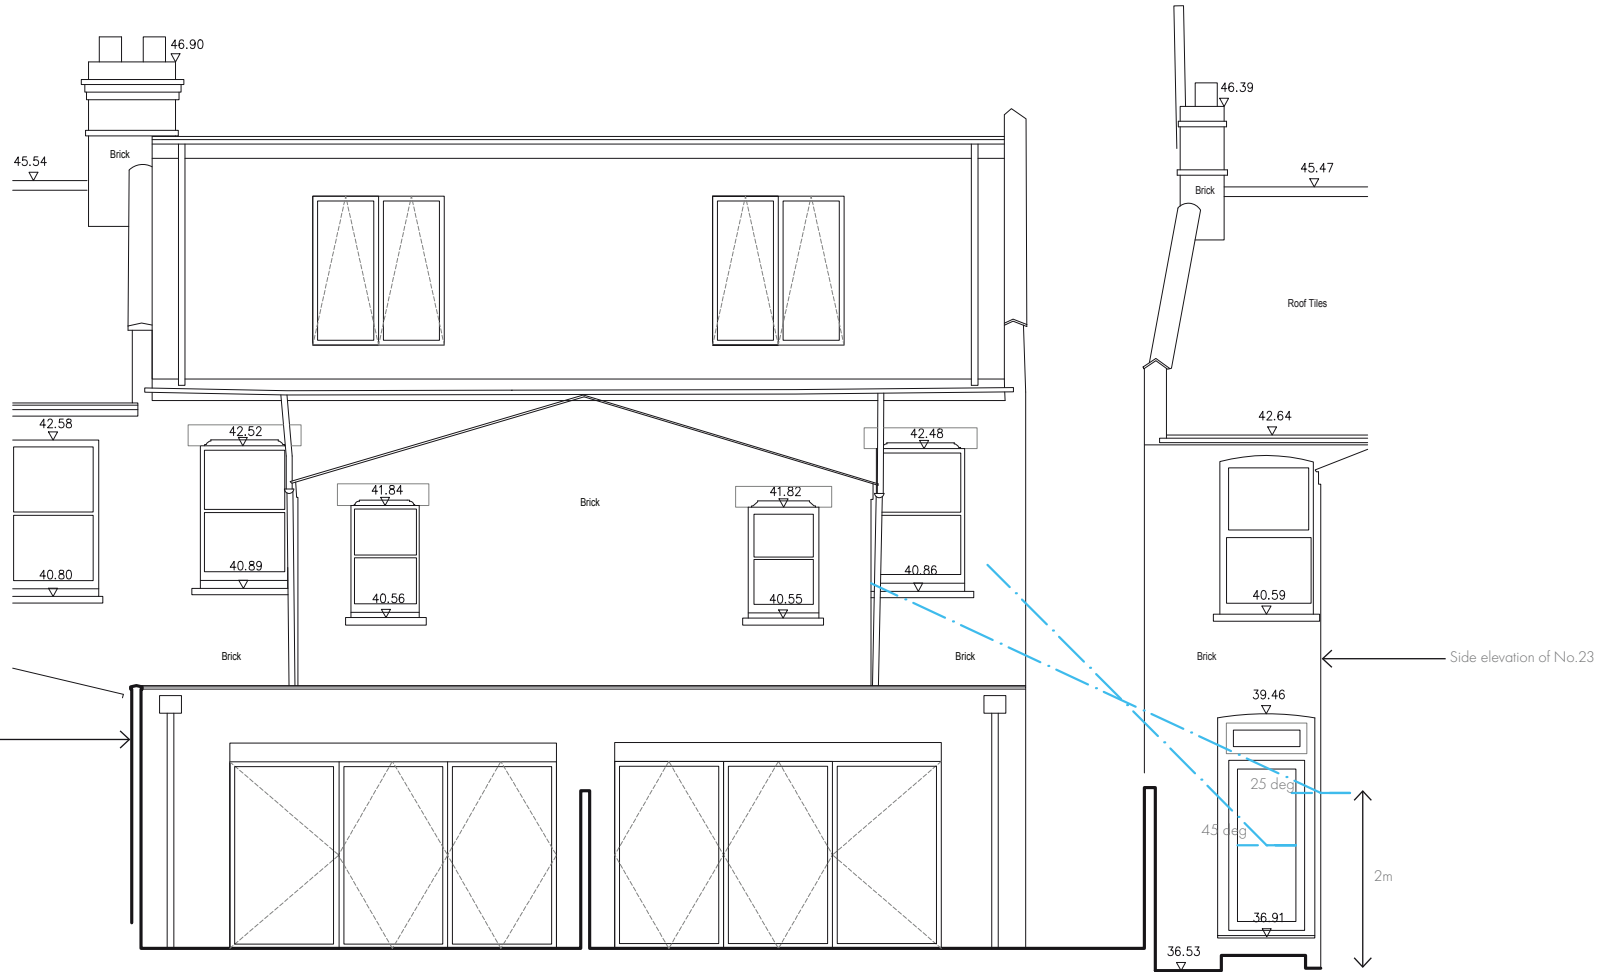 46.90
46.39
Brick
45.54
45.47
Brick
Roof Tiles
42.58
42.52
42.48
42.64
41.84
41.82
Brick
40.80
40.89
40.86
40.56
40.55
40.59
Brick
Brick
Brick
Side elevation of No.23
39.46
25 deg
45 deg
2m
36.91
36.53